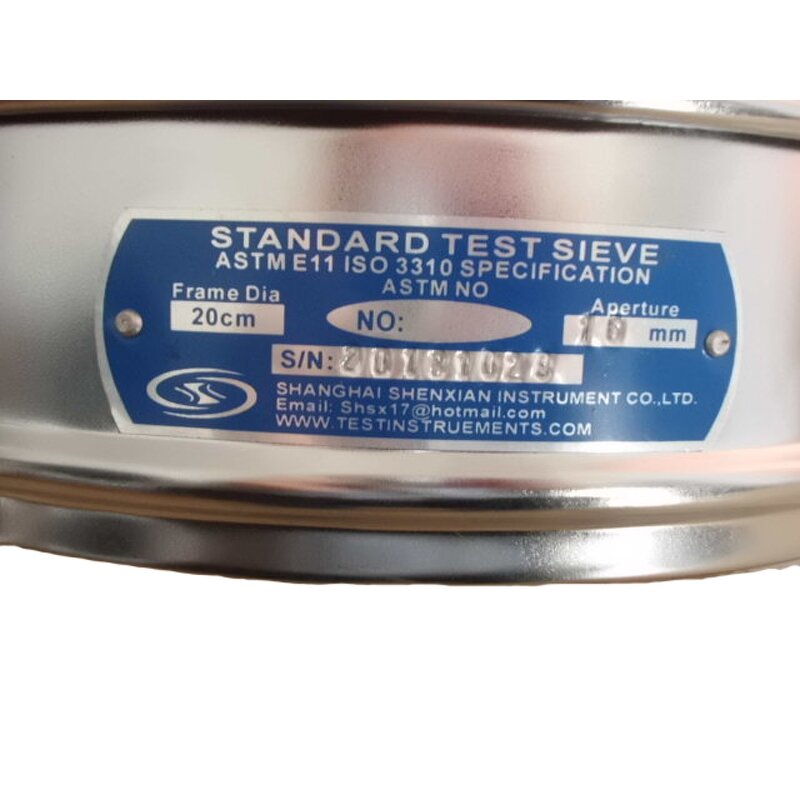 STANDARD TEST SIEVE
ASTM E11 ISO 3310 SPECIFICATION
ASTM NO
Frame Dia
20cm
NO:
Aperture
mm
S/N:
SHANGHAI SHENXIAN INSTRUMENT CO.,LTD.
Email: Shsx17@hotmail.com
WWW.TESTINSTRUEMENTS.COM